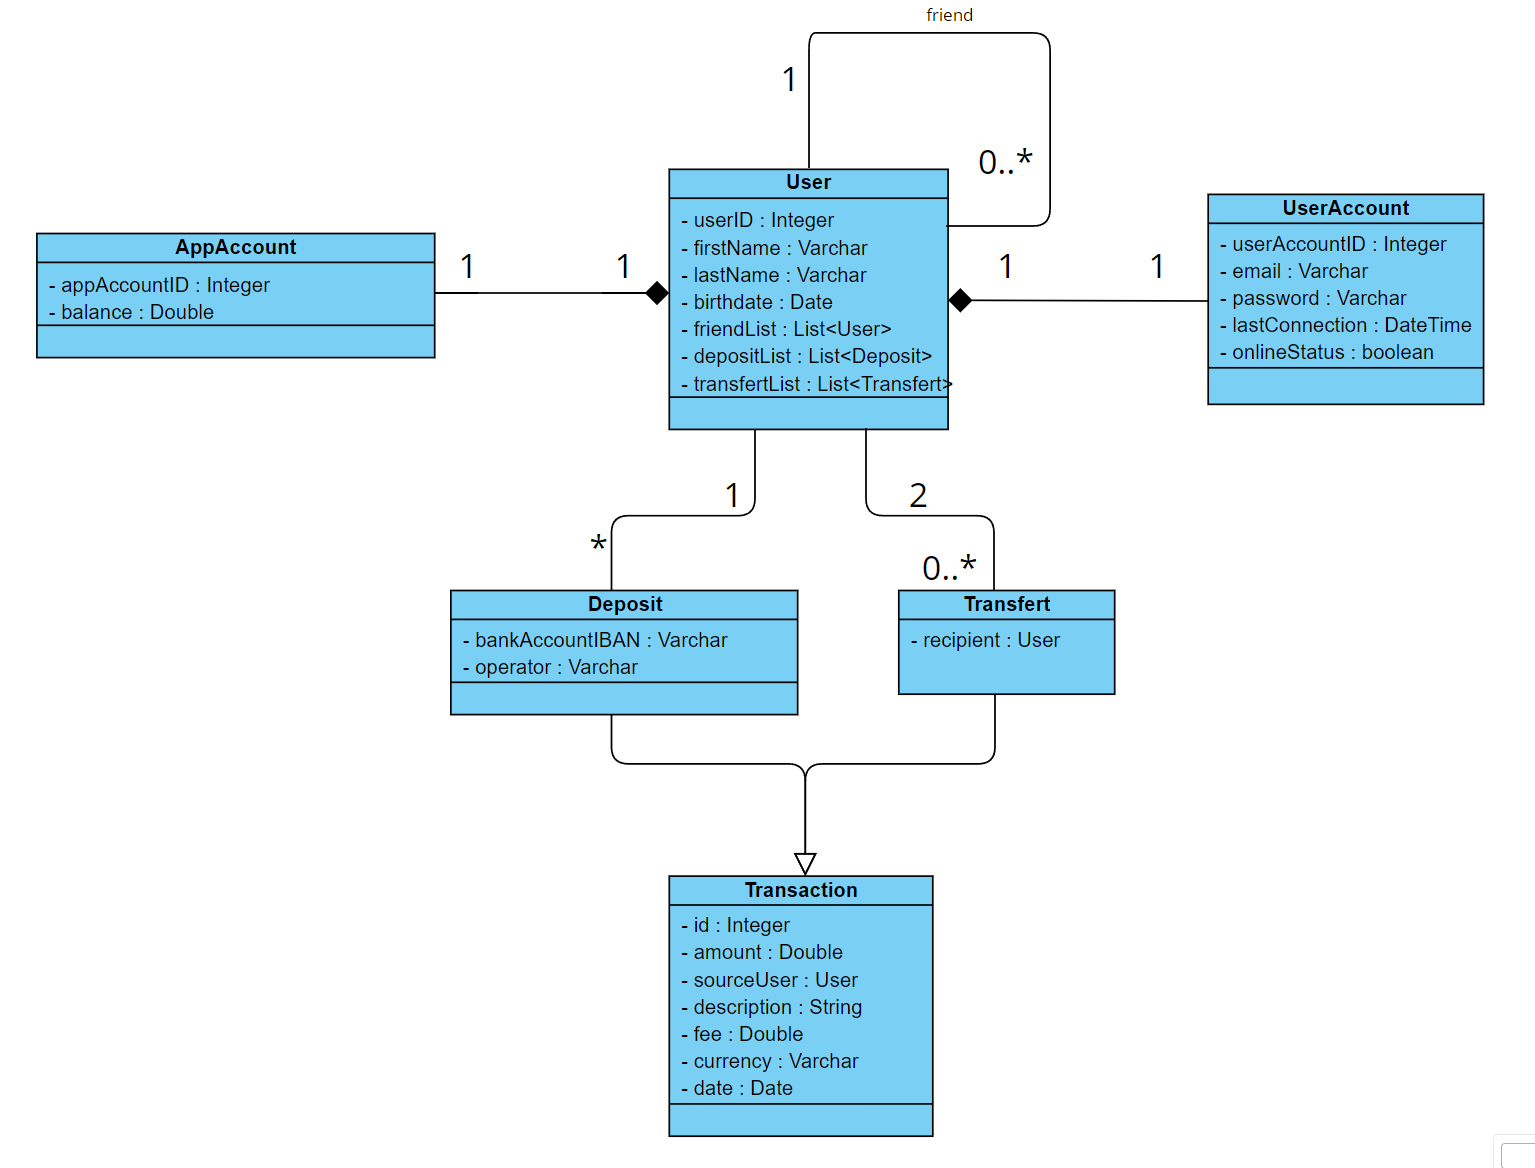 friend
1
0..*
User
- userID : Integer
- firstName : Varchar
- lastName : Varchar
- birthdate : Date
- friendList : List<User>
- depositList : List<Deposit>
- transfertList : List<Transfert>
AppAccount
- appAccountID : Integer
- balance : Double
1
1
1
1
UserAccount
- userAccountID : Integer
- email : Varchar
- password : Varchar
- lastConnection : DateTime
- onlineStatus : boolean
1
*
2
0..*
Deposit
- bankAccountIBAN : Varchar
- operator : Varchar
Transfert
- recipient : User
Transaction
- id : Integer
- amount : Double
- sourceUser : User
- description : String
- fee : Double
- currency : Varchar
- date : Date